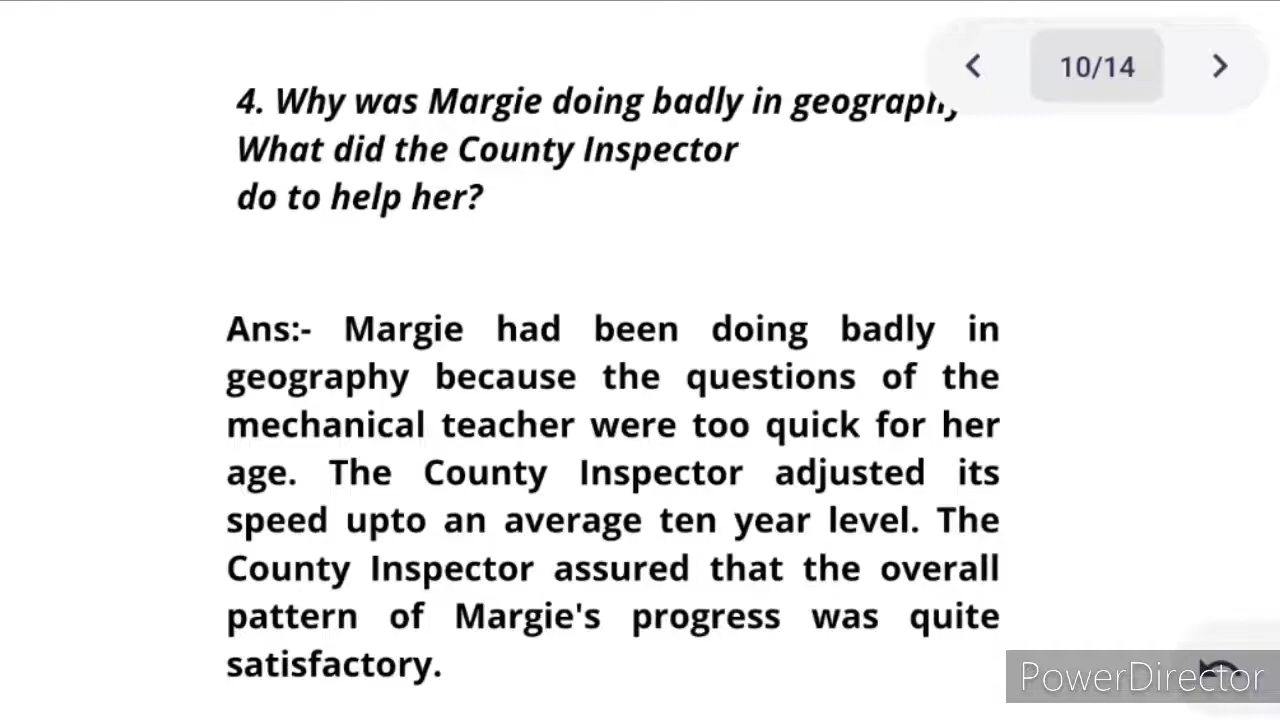 10/14
4. Why was Margie doing badly in geography
What did the County Inspector
do to help her?
Ans:- Margie had been doing badly in
geography because the questions of the
mechanical teacher were too quick for her
age. The County Inspector adjusted its
speed upto an average ten year level. The
County Inspector assured that the overall
pattern of Margie's progress was quite
satisfactory.
PowerDirector